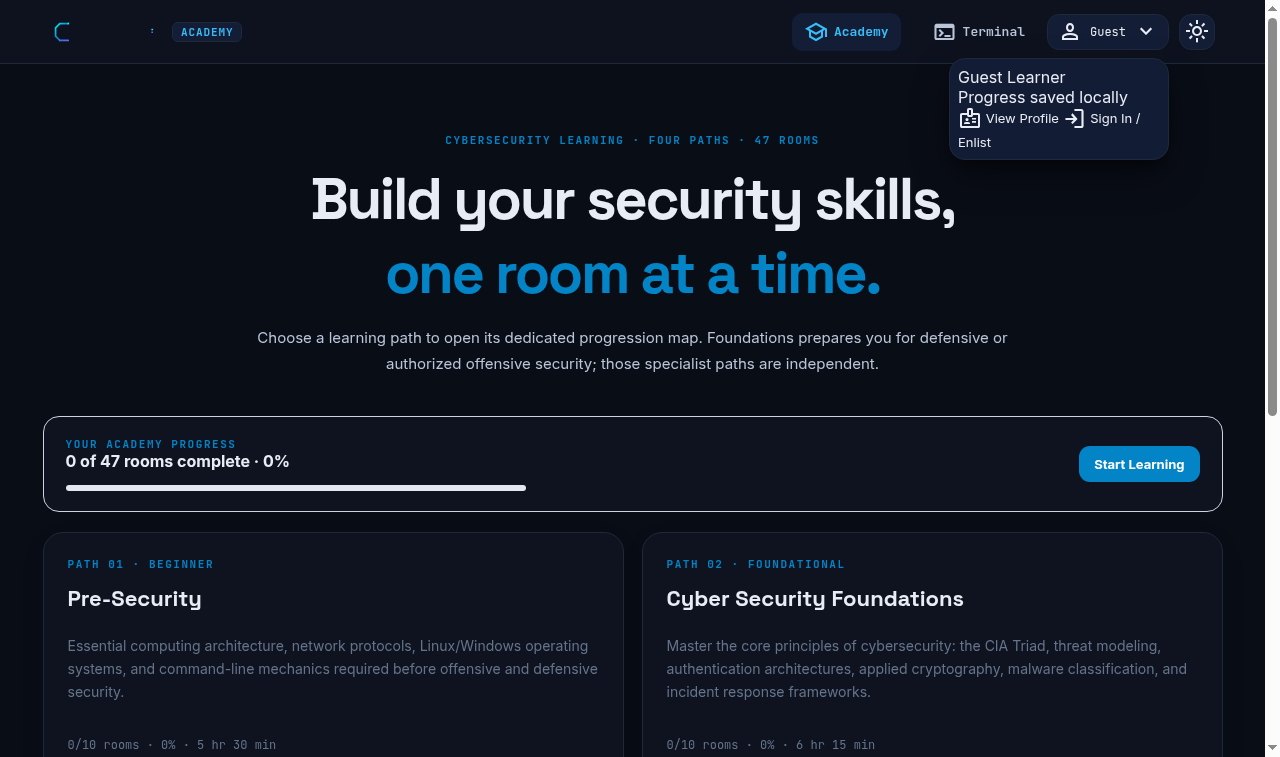 ACADEMY
Academy
Terminal
Guest
Guest Learner
Progress saved locally
View Profile Sign In /
Enlist
CYBERSECURITY LEARNING · FOUR PATHS · 47 ROOMS
Build your security skills,
one room at a time.
Choose a learning path to open its dedicated progression map. Foundations prepares you for defensive or
authorized offensive security; those specialist paths are independent.
YOUR ACADEMY PROGRESS
0 of 47 rooms complete · 0%
Start Learning
PATH 01 · BEGINNER
Pre-Security
Essential computing architecture, network protocols, Linux/Windows operating
systems, and command-line mechanics required before offensive and defensive
security.
0/10 rooms · 0% · 5 hr 30 min
PATH 02 · FOUNDATIONAL
Cyber Security Foundations
Master the core principles of cybersecurity: the CIA Triad, threat modeling,
authentication architectures, applied cryptography, malware classification, and
incident response frameworks.
0/10 rooms · 0% · 6 hr 15 min